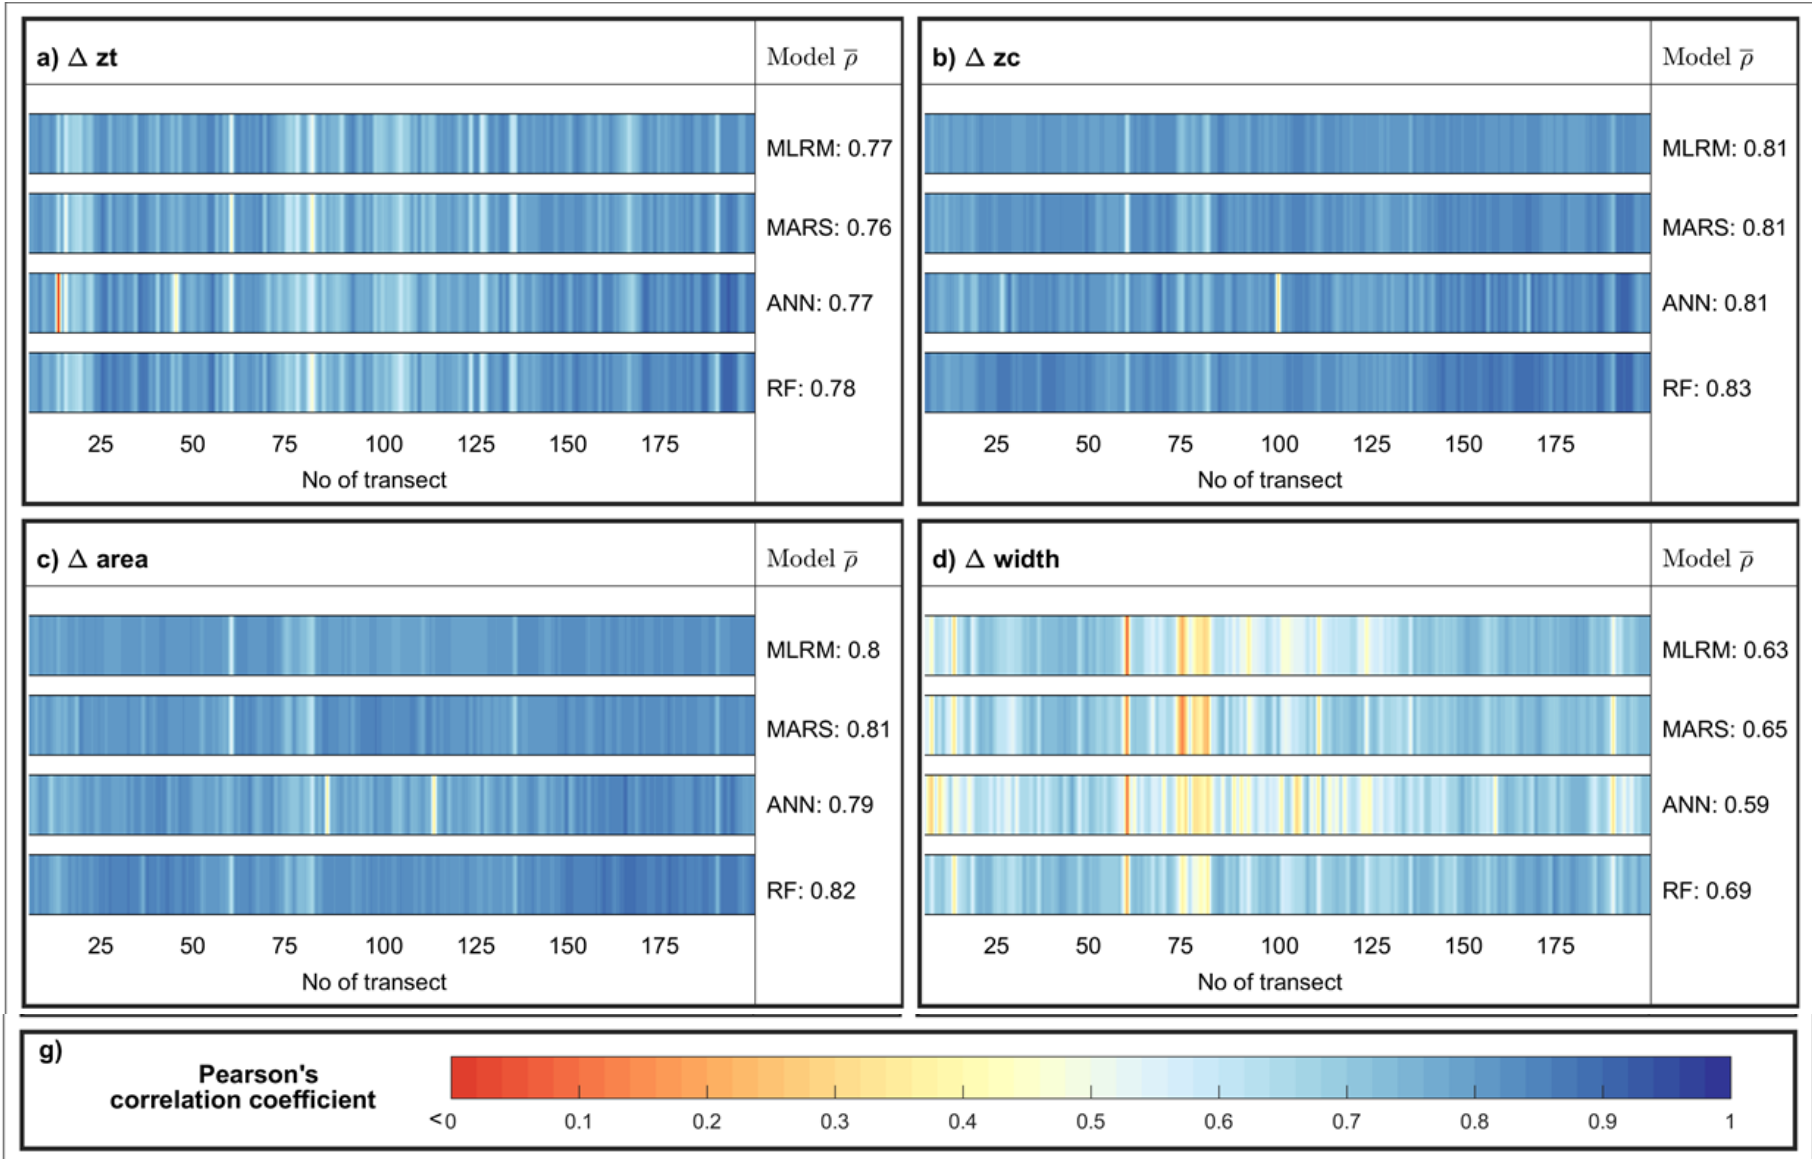 a) Δ zt
Model ρ̅
MLRM: 0.77
MARS: 0.76
ANN: 0.77
RF: 0.78
25 50 75 100 125 150 175
No of transect
b) Δ zc
Model ρ̅
MLRM: 0.81
MARS: 0.81
ANN: 0.81
RF: 0.83
25 50 75 100 125 150 175
No of transect
c) Δ area
Model ρ̅
MLRM: 0.8
MARS: 0.81
ANN: 0.79
RF: 0.82
25 50 75 100 125 150 175
No of transect
d) Δ width
Model ρ̅
MLRM: 0.63
MARS: 0.65
ANN: 0.59
RF: 0.69
25 50 75 100 125 150 175
No of transect
g)
Pearson's
correlation coefficient
<0 0.1 0.2 0.3 0.4 0.5 0.6 0.7 0.8 0.9 1